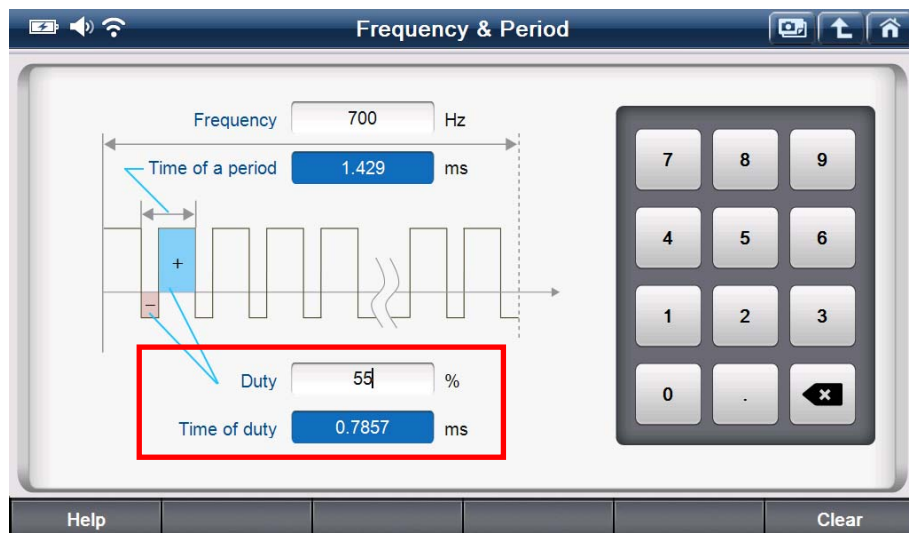 Frequency & Period
Frequency 700 Hz
Time of a period 1.429 ms
7 8 9
4 5 6
+
−
1 2 3
Duty 55 %
0 .
Time of duty 0.7857 ms
Help Clear